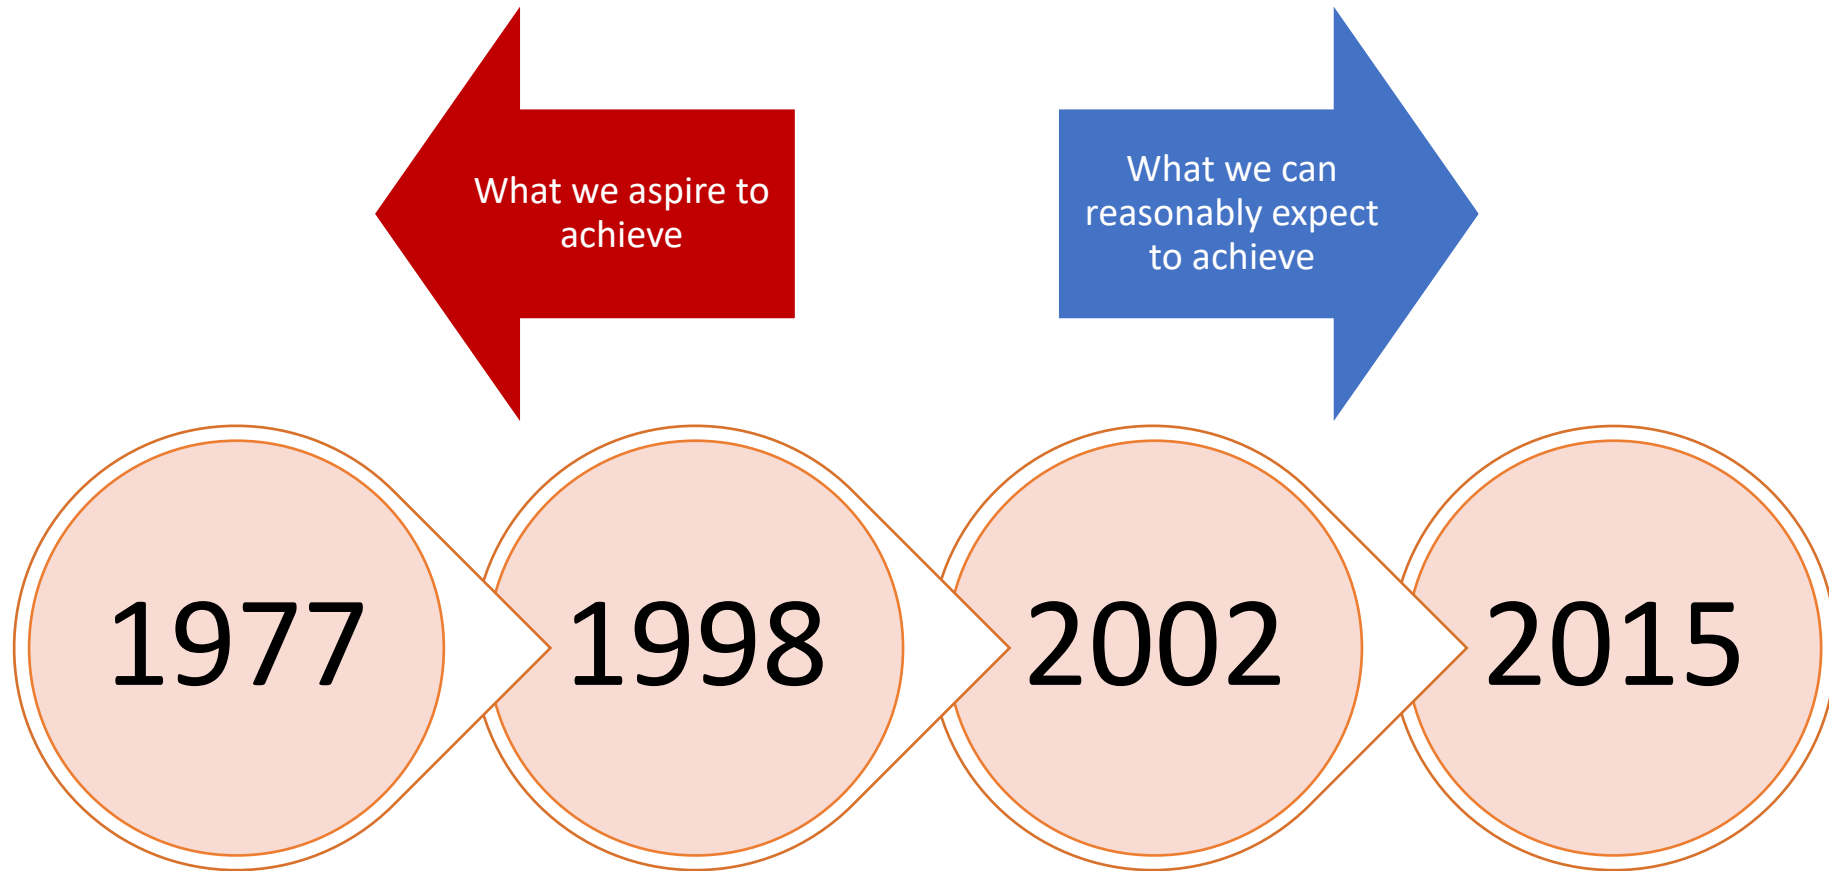 What we aspire to
achieve
What we can
reasonably expect
to achieve
1977
1998
2002
2015